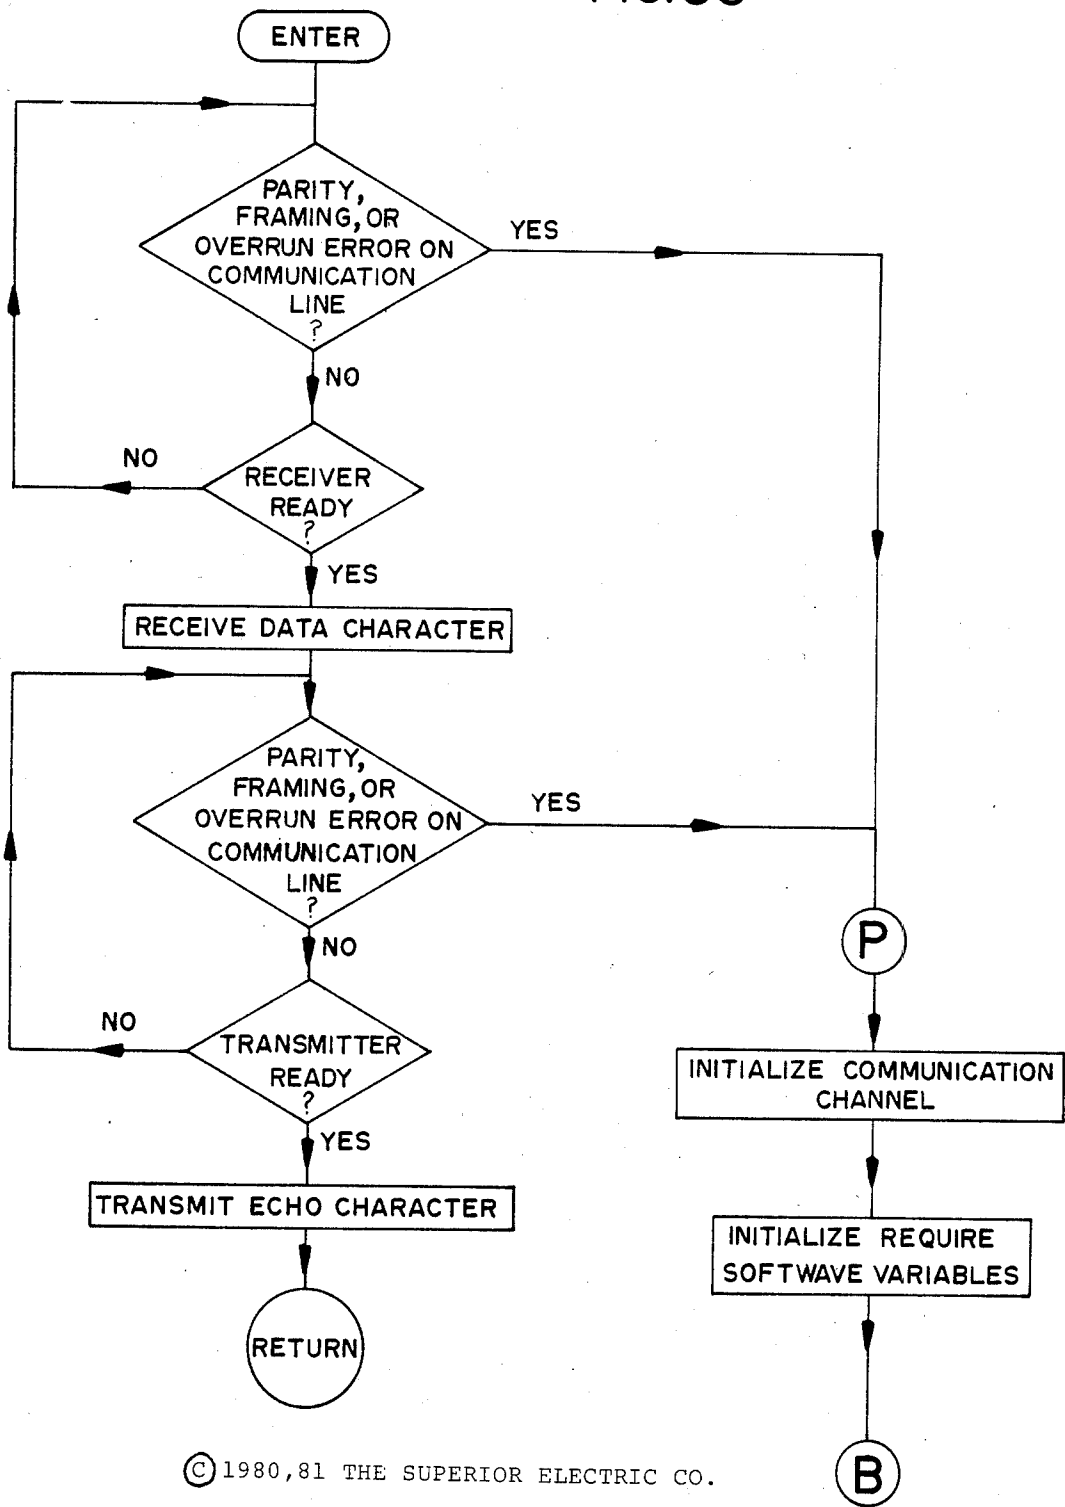 ENTER
PARITY,
FRAMING, OR
OVERRUN ERROR ON
COMMUNICATION
LINE
?
YES
NO
NO
RECEIVER
READY
?
YES
RECEIVE DATA CHARACTER
PARITY,
FRAMING, OR
OVERRUN ERROR ON
COMMUNICATION
LINE
?
YES
NO
P
NO
TRANSMITTER
READY
?
YES
INITIALIZE COMMUNICATION
CHANNEL
TRANSMIT ECHO CHARACTER
INITIALIZE REQUIRE
SOFTWAVE VARIABLES
RETURN
B
© 1980,81 THE SUPERIOR ELECTRIC CO.